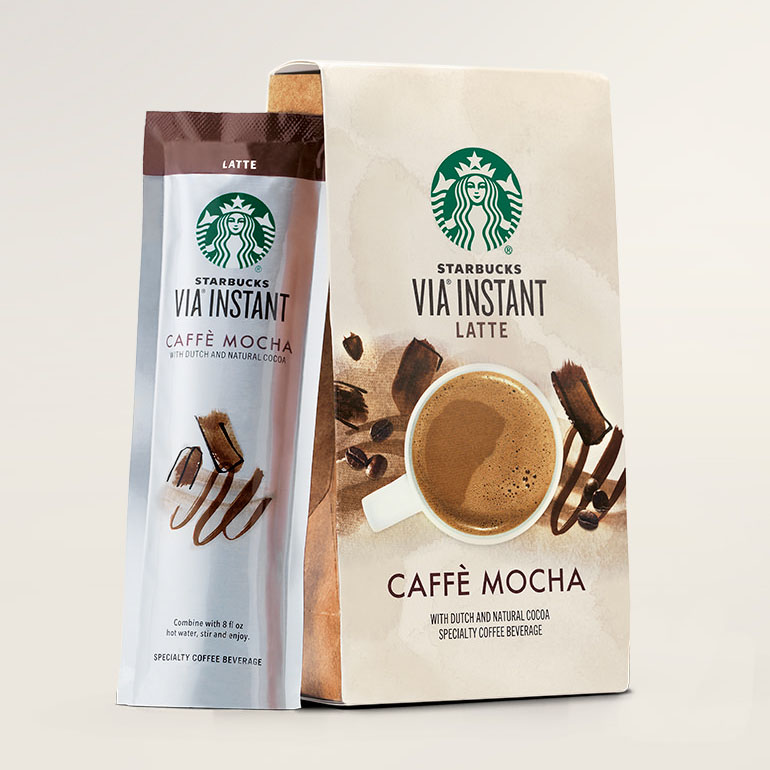 LATTE
®
STARBUCKS
VIA® INSTANT
CAFFÈ MOCHA
WITH DUTCH AND NATURAL COCOA
Combine with 8 fl oz
hot water, stir and enjoy.
SPECIALTY COFFEE BEVERAGE
®
STARBUCKS
VIA® INSTANT
LATTE
CAFFÈ MOCHA
WITH DUTCH AND NATURAL COCOA
SPECIALTY COFFEE BEVERAGE